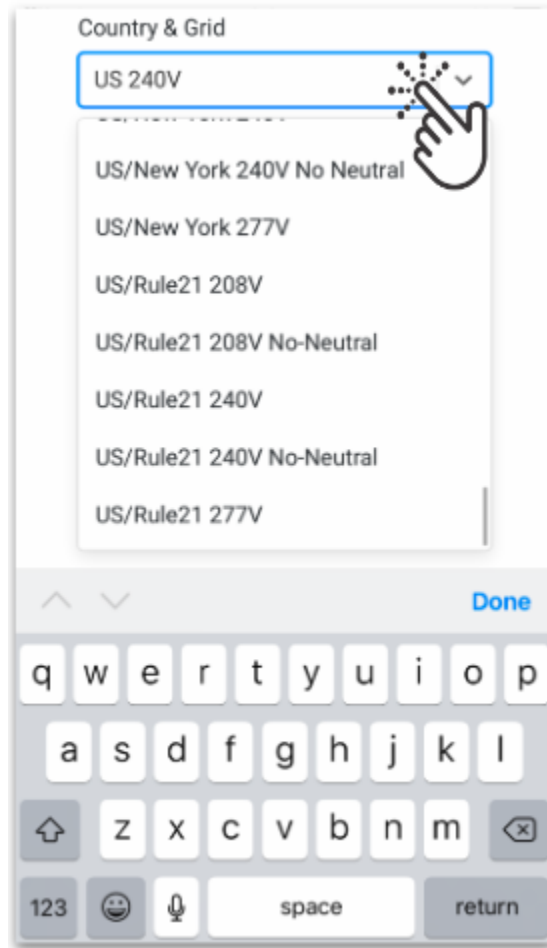 Country & Grid
US 240V
US/New York 240V No Neutral
US/New York 277V
US/Rule21 208V
US/Rule21 208V No-Neutral
US/Rule21 240V
US/Rule21 240V No-Neutral
US/Rule21 277V
Done
q w e r t y u i o p
a s d f g h j k l
z x c v b n m
123 space return